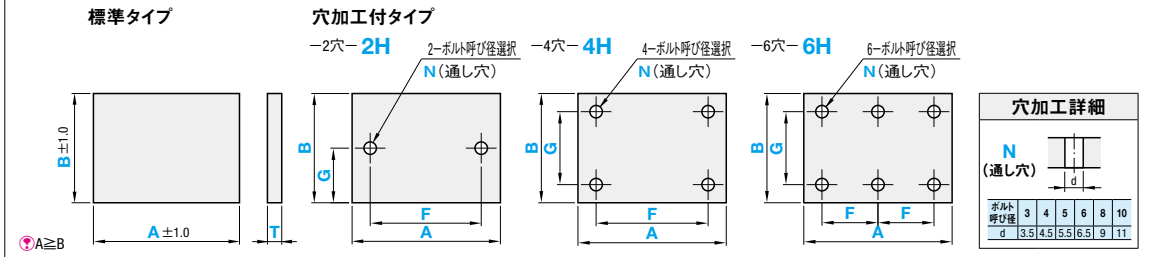 標準タイプ
穴加工付タイプ
−2穴− 2H
2−ボルト呼び径選択
N(通し穴)
−4穴− 4H
4−ボルト呼び径選択
N(通し穴)
−6穴− 6H
6−ボルト呼び径選択
N(通し穴)
B±1.0
A±1.0
T
A≧B
B
G
F
A
B
G
F
A
B
G
F
F
A
穴加工詳細
N
(通し穴)
d
ボルト呼び径 3 4 5 6 8 10
d 3.5 4.5 5.5 6.5 9 11